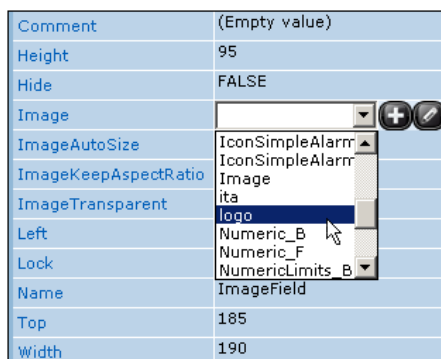 Comment (Empty value)
Height 95
Hide FALSE
Image
ImageAutoSize IconSimpleAlarm
IconSimpleAlarm
ImageKeepAspectRatio Image
ita
ImageTransparent logo
Left Numeric_B
Numeric_F
Lock NumericLimits_B
Name ImageField
Top 185
Width 190